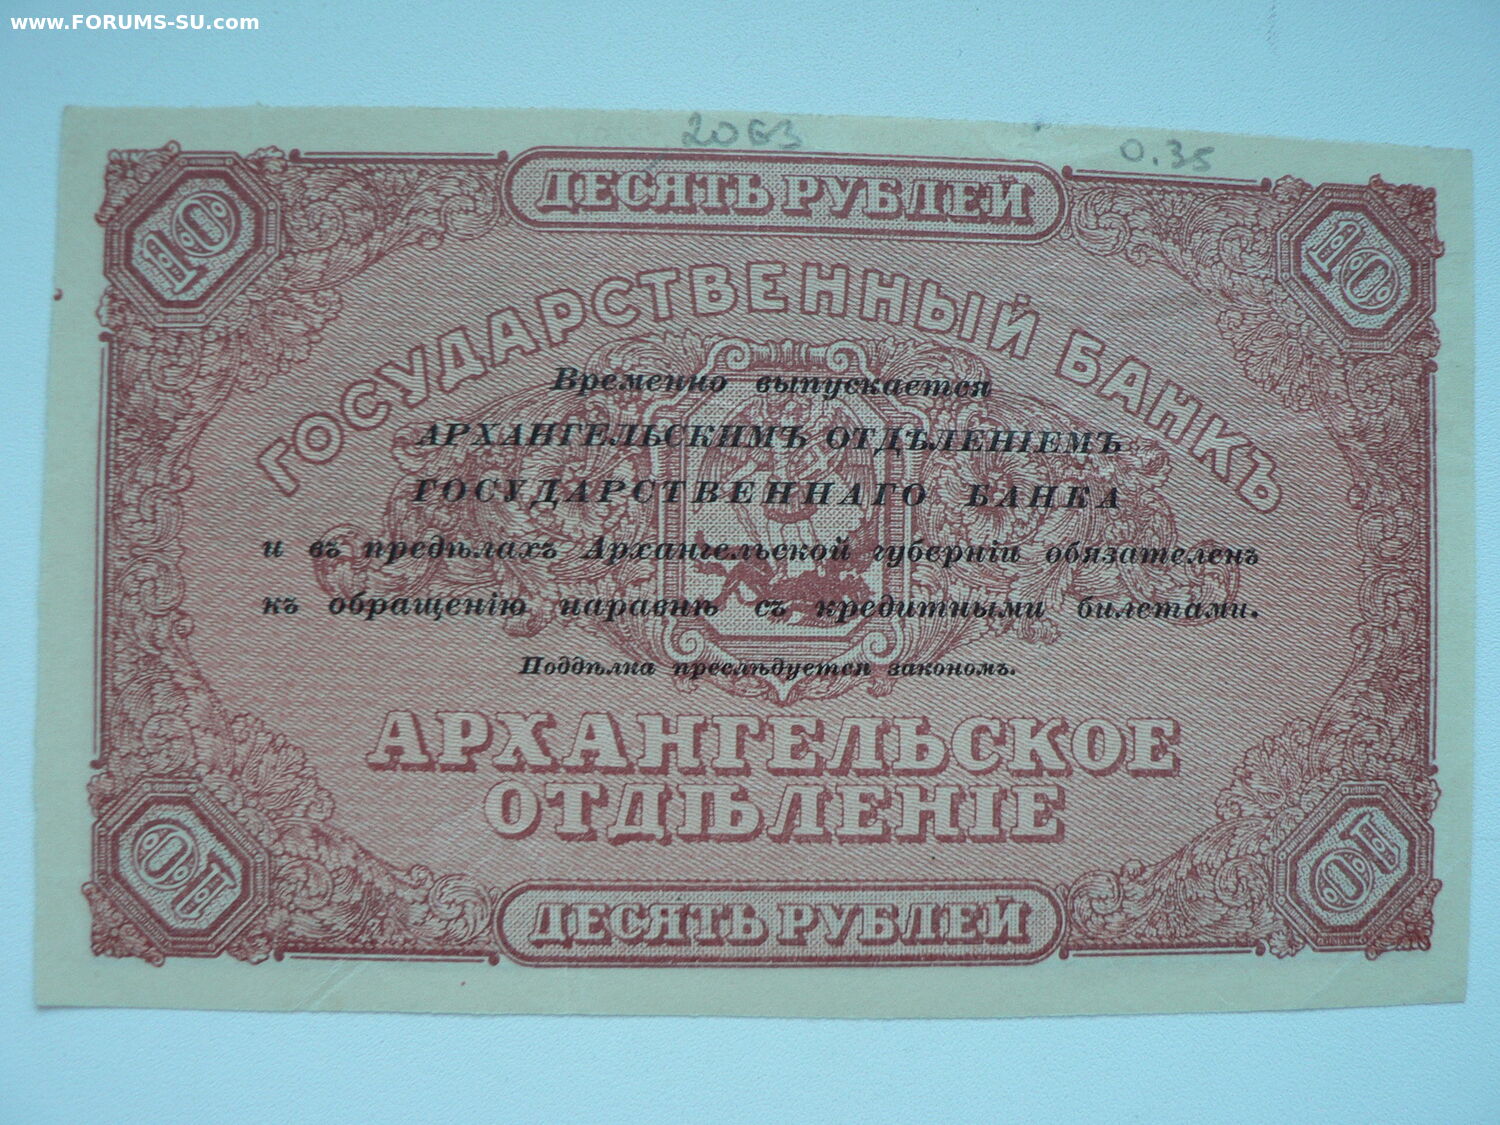 www.FORUMS-SU.com
2063 0.35
ДЕСЯТЬ РУБЛЕЙ
10 10
ГОСУДАРСТВЕННЫЙ БАНКЪ
Временно выпускается
АРХАНГЕЛЬСКИМЪ ОТДѢЛЕНІЕМЪ
ГОСУДАРСТВЕННАГО БАНКА
и въ предѣлахъ Архангельской губерніи обязателенъ
къ обращенію наравнѣ съ кредитными билетами.
Поддѣлка преслѣдуется закономъ.
АРХАНГЕЛЬСКОЕ
ОТДѢЛЕНІЕ
10 10
ДЕСЯТЬ РУБЛЕЙ